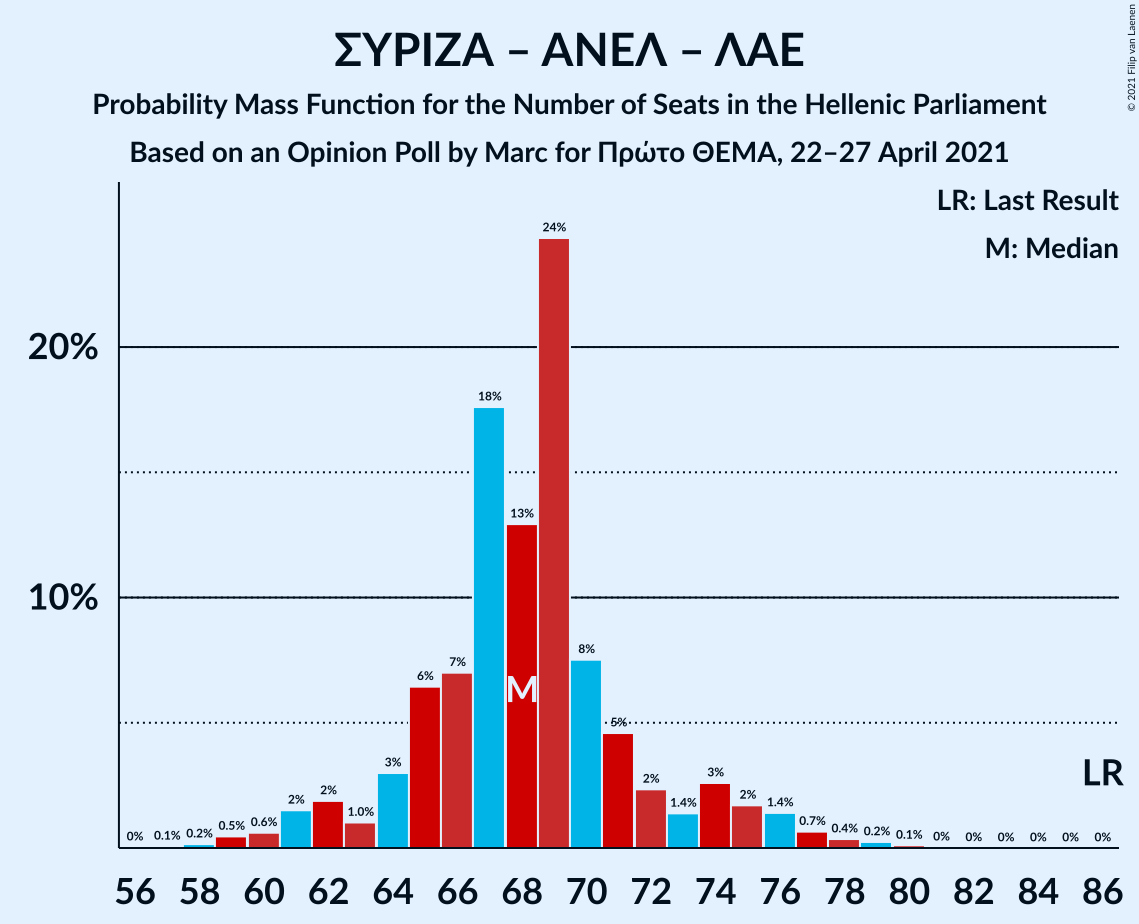 ΣΥΡΙΖΑ – ΑΝΕΛ – ΛΑΕ
Probability Mass Function for the Number of Seats in the Hellenic Parliament
Based on an Opinion Poll by Marc for Πρώτο ΘΕΜΑ, 22–27 April 2021
© 2021 Filip van Laenen
LR: Last Result
M: Median
20%
10%
0% 0.1% 0.2% 0.5% 0.6% 2% 2% 1.0% 3% 6% 7% 18% 13% 24% 8% 5% 2% 1.4% 3% 2% 1.4% 0.7% 0.4% 0.2% 0.1% 0% 0% 0% 0% 0% 0%
M
LR
56 58 60 62 64 66 68 70 72 74 76 78 80 82 84 86